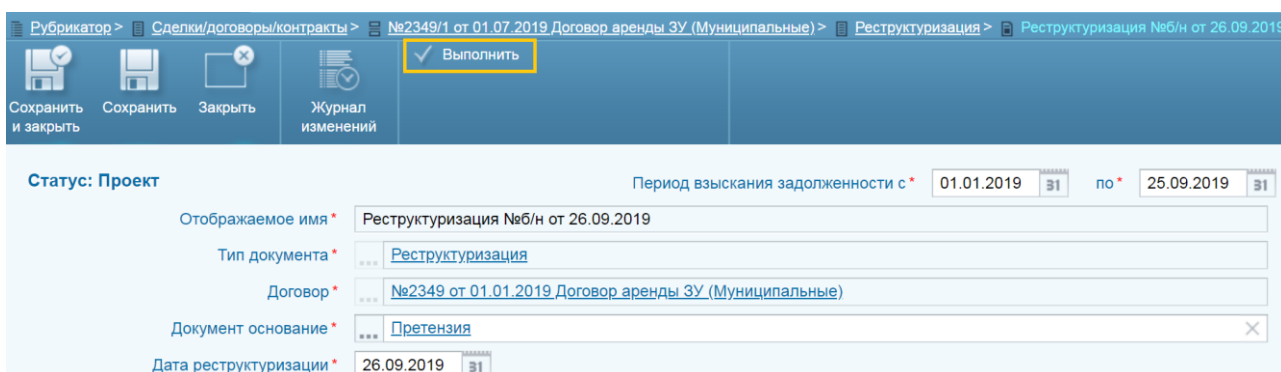 Рубрикатор > Сделки/договоры/контракты > №2349/1 от 01.07.2019 Договор аренды ЗУ (Муниципальные) > Реструктуризация > Реструктуризация №б/н от 26.09.2019
Выполнить
Сохранить и закрыть
Сохранить
Закрыть
Журнал изменений
Статус: Проект
Период взыскания задолженности с* 01.01.2019 31 по* 25.09.2019 31
Отображаемое имя* Реструктуризация №б/н от 26.09.2019
Тип документа* ... Реструктуризация
Договор* ... №2349 от 01.01.2019 Договор аренды ЗУ (Муниципальные)
Документ основание* ... Претензия
Дата реструктуризации* 26.09.2019 31